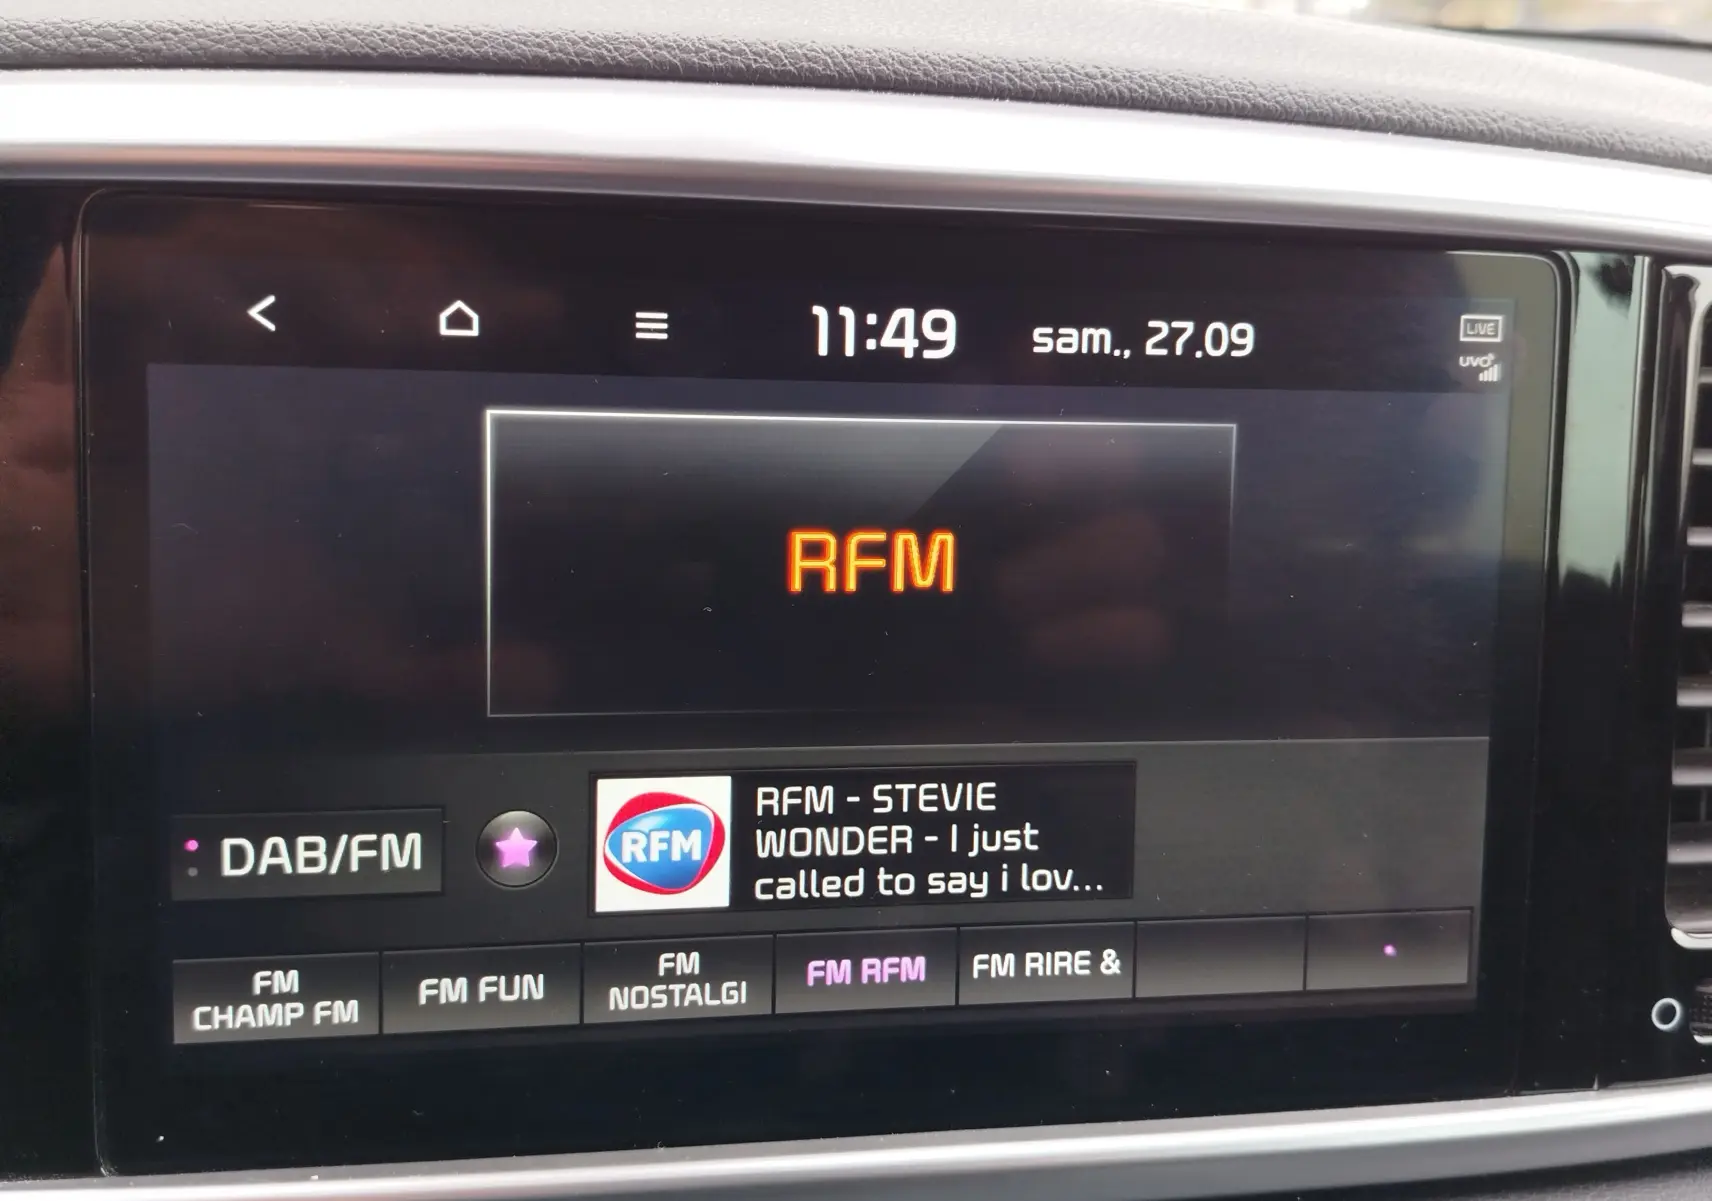 11:49
sam., 27.09
LIVE
UVO
RFM
DAB/FM
RFM
RFM - STEVIE
WONDER - I just
called to say i lov...
FM
CHAMP FM
FM FUN
FM
NOSTALGI
FM RFM
FM RIRE &